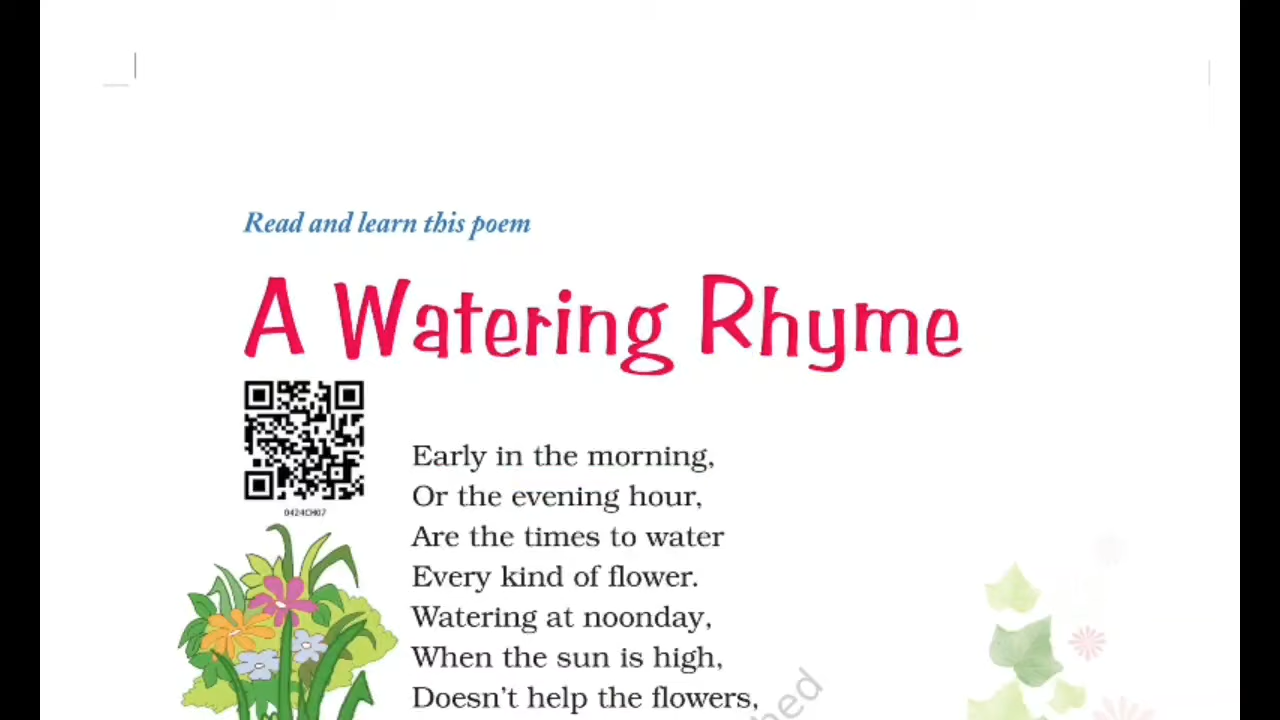 Read and learn this poem
A Watering Rhyme
0424CH07
Early in the morning,
Or the evening hour,
Are the times to water
Every kind of flower.
Watering at noonday,
When the sun is high,
Doesn't help the flowers,